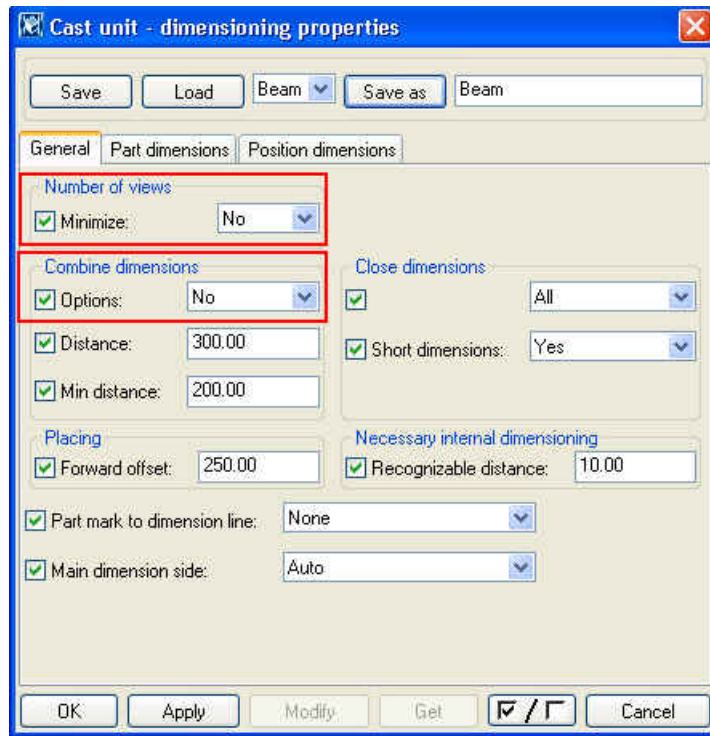 Cast unit - dimensioning properties
Save Load Beam Save as Beam
General Part dimensions Position dimensions
Number of views
Minimize: No
Combine dimensions
Options: No
Distance: 300.00
Min distance: 200.00
Close dimensions
All
Short dimensions: Yes
Placing
Forward offset: 250.00
Necessary internal dimensioning
Recognizable distance: 10.00
Part mark to dimension line: None
Main dimension side: Auto
OK Apply Modify Get / Cancel